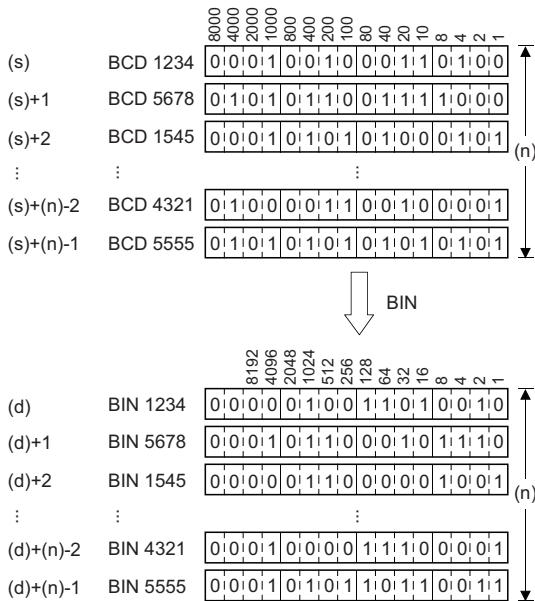 8000 4000 2000 1000 800 400 200 100 80 40 20 10 8 4 2 1
(s) BCD 1234 0 0 0 1 0 0 1 0 0 0 1 1 0 1 0 0
(s)+1 BCD 5678 0 1 0 1 0 1 1 0 0 1 1 1 1 0 0 0
(s)+2 BCD 1545 0 0 0 1 0 1 0 1 0 1 0 0 0 1 0 1
(n)
⋮ ⋮ ⋮
(s)+(n)-2 BCD 4321 0 1 0 0 0 0 1 1 0 0 1 0 0 0 0 1
(s)+(n)-1 BCD 5555 0 1 0 1 0 1 0 1 0 1 0 1 0 1 0 1
BIN
8192 4096 2048 1024 512 256 128 64 32 16 8 4 2 1
(d) BIN 1234 0 0 0 0 0 1 0 0 1 1 0 1 0 0 1 0
(d)+1 BIN 5678 0 0 0 1 0 1 1 0 0 0 1 0 1 1 1 0
(d)+2 BIN 1545 0 0 0 0 0 1 1 0 0 0 0 0 1 0 0 1
(n)
⋮ ⋮ ⋮
(d)+(n)-2 BIN 4321 0 0 0 1 0 0 0 0 1 1 1 0 0 0 0 1
(d)+(n)-1 BIN 5555 0 0 0 1 0 1 0 1 1 0 1 1 0 0 1 1